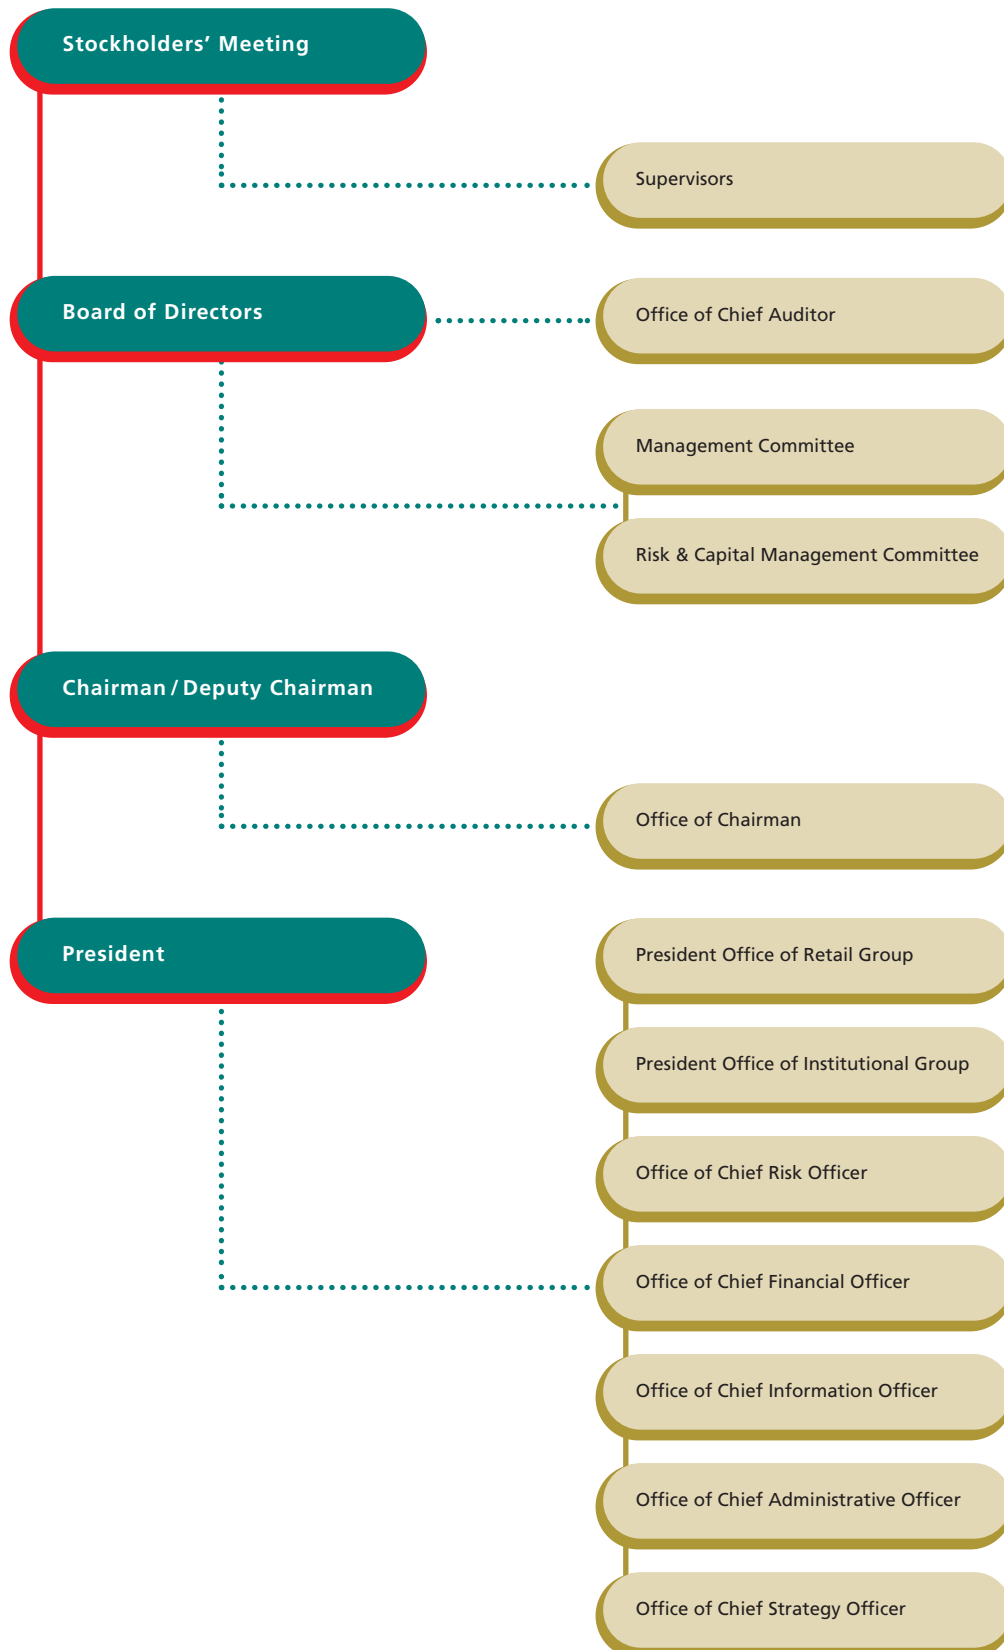 Stockholders’ Meeting
Supervisors
Board of Directors
Office of Chief Auditor
Management Committee
Risk & Capital Management Committee
Chairman / Deputy Chairman
Office of Chairman
President
President Office of Retail Group
President Office of Institutional Group
Office of Chief Risk Officer
Office of Chief Financial Officer
Office of Chief Information Officer
Office of Chief Administrative Officer
Office of Chief Strategy Officer